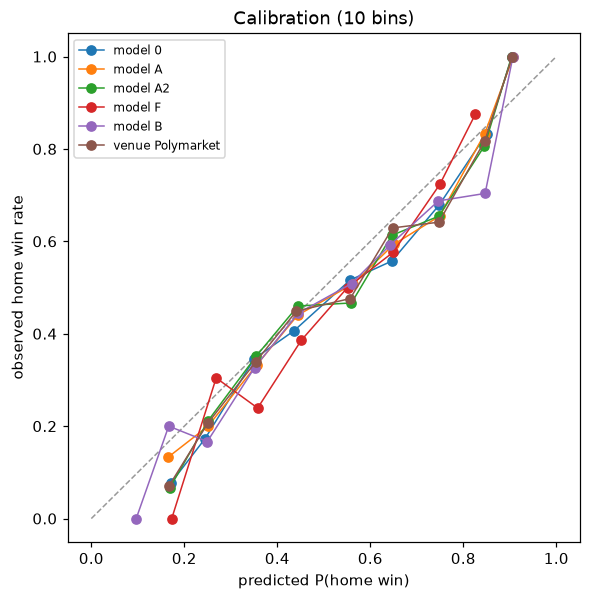 Calibration (10 bins)
model 0
model A
model A2
model F
model B
venue Polymarket
observed home win rate
1.0
0.8
0.6
0.4
0.2
0.0
0.0 0.2 0.4 0.6 0.8 1.0
predicted P(home win)